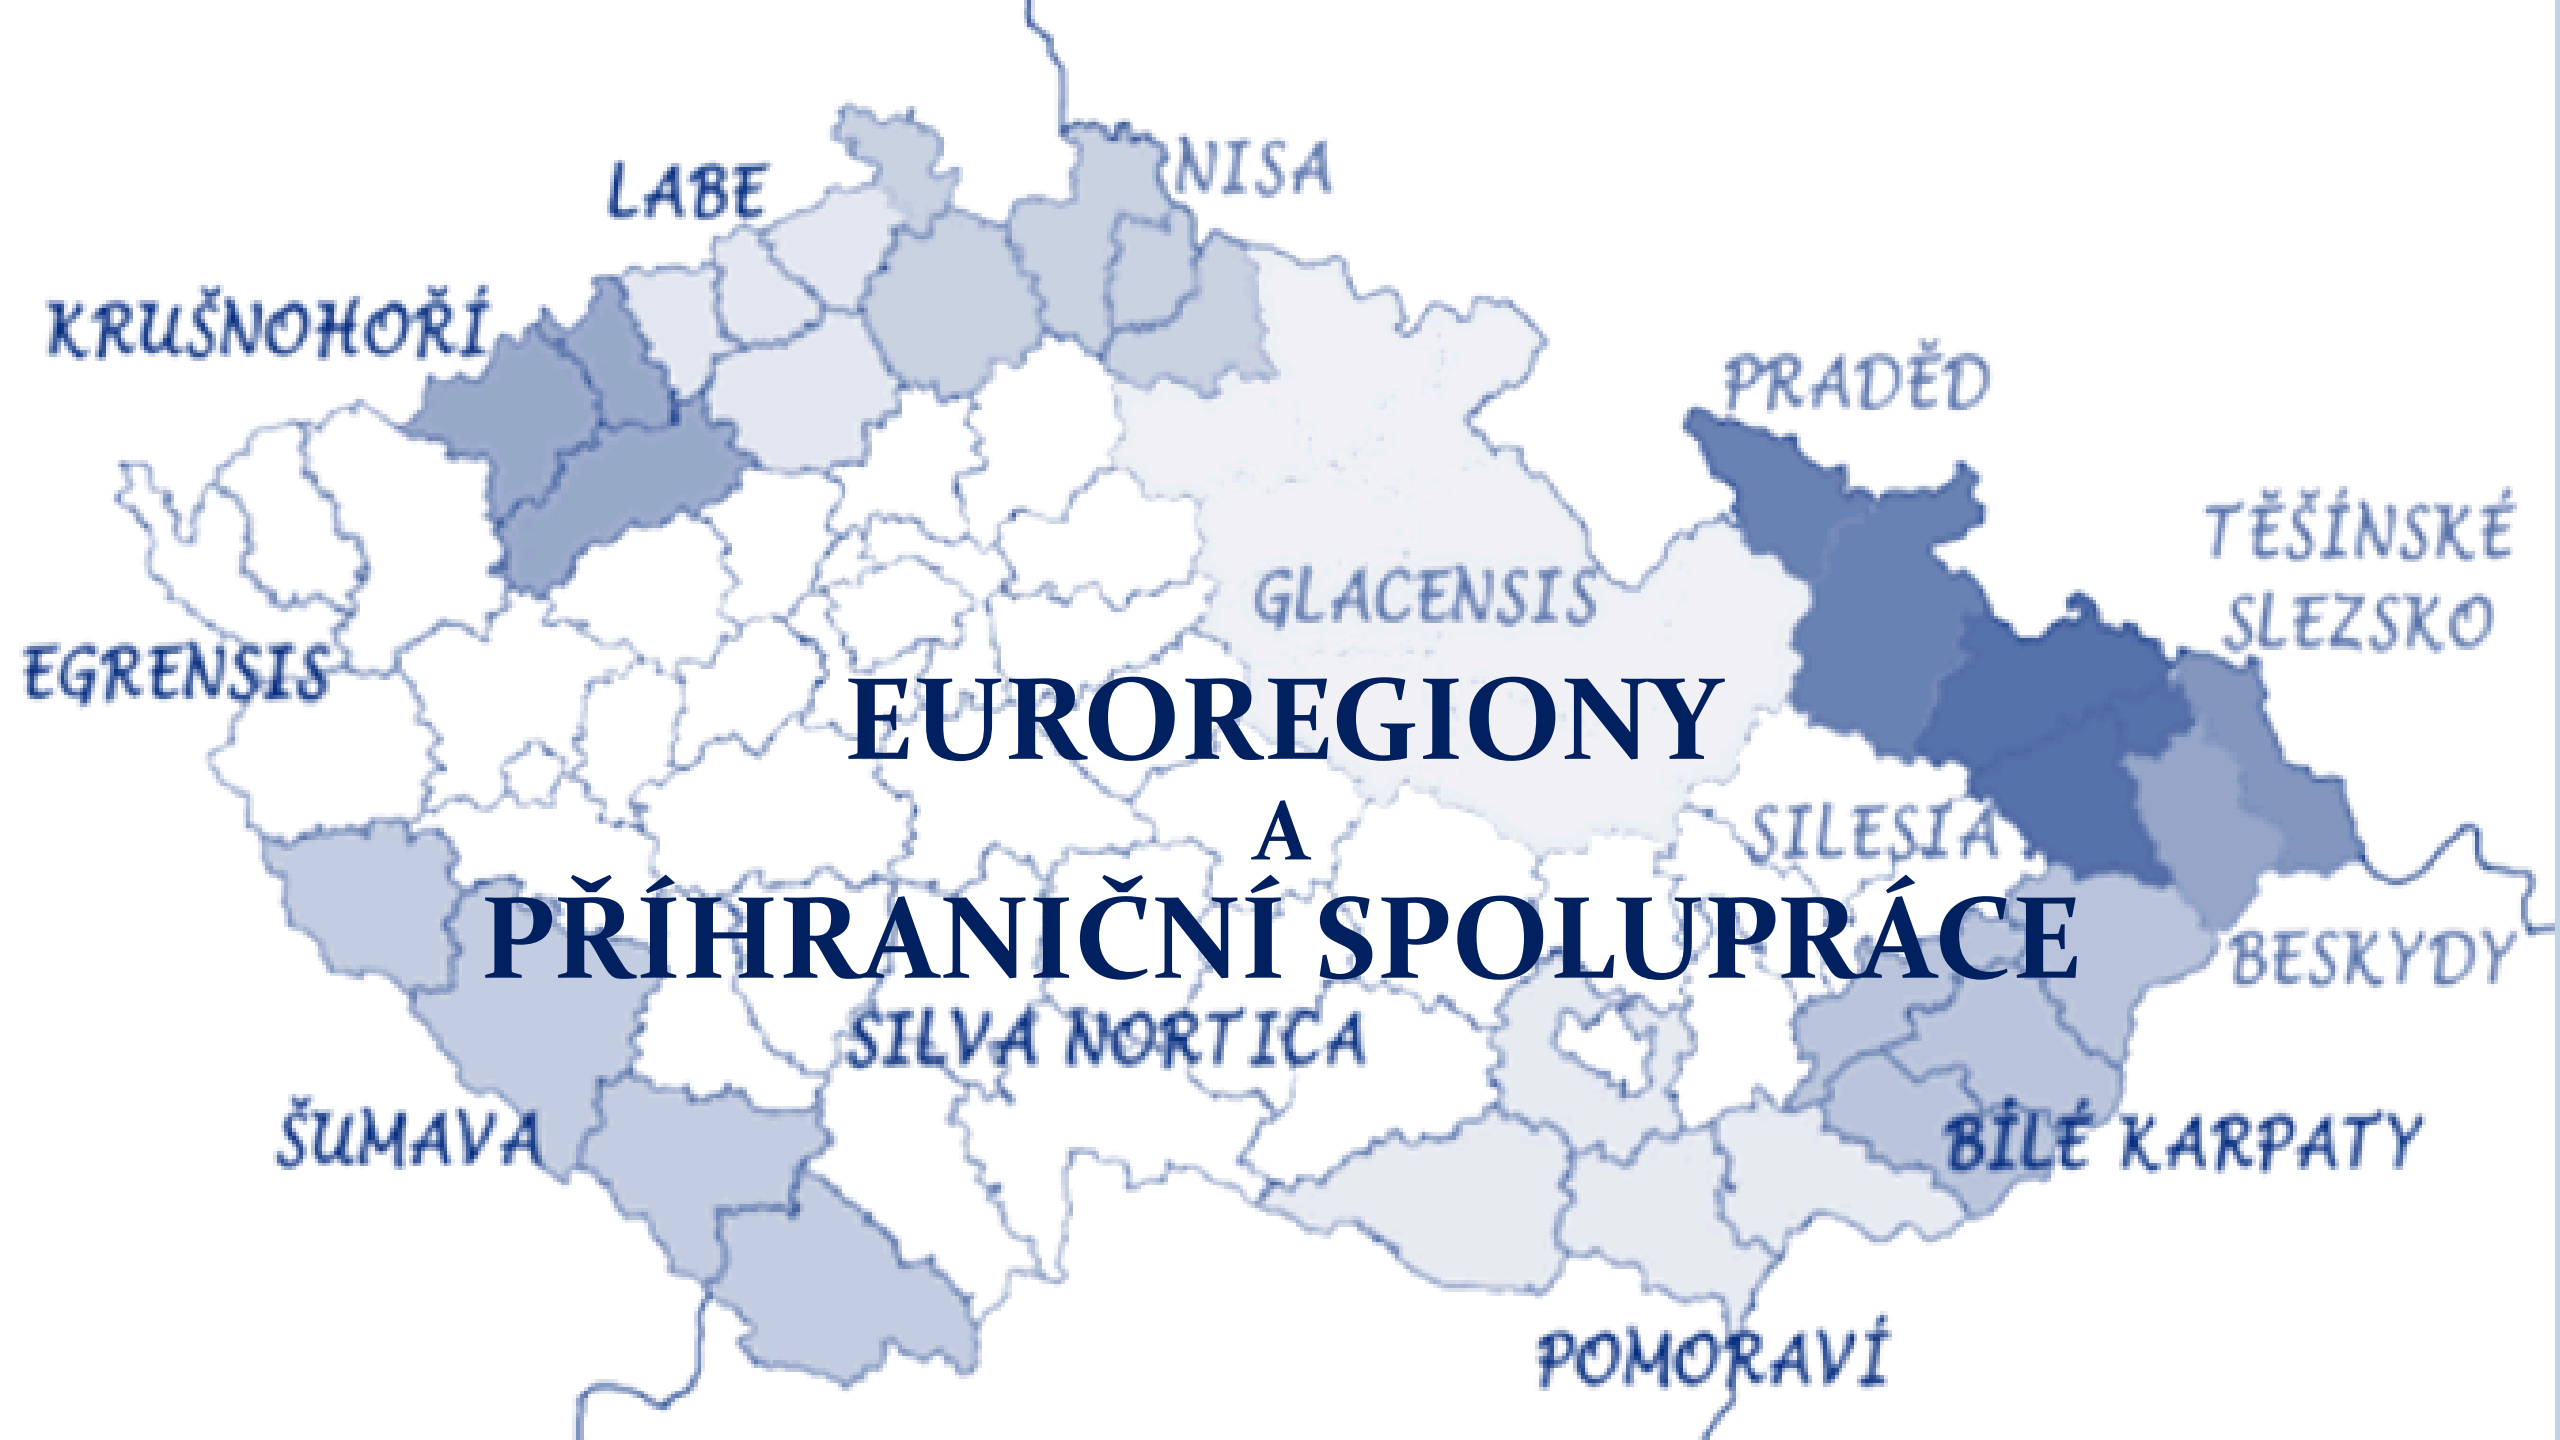 LABE
NISA
KRUŠNOHOŘÍ
PRADĚD
TĚŠÍNSKÉ
SLEZSKO
GLACENSIS
EGRENSIS
EUROREGIONY
A
SILESIA
PŘÍHRANIČNÍ SPOLUPRÁCE
BESKYDY
SILVA NORTICA
ŠUMAVA
BÍLÉ KARPATY
POMORAVÍ